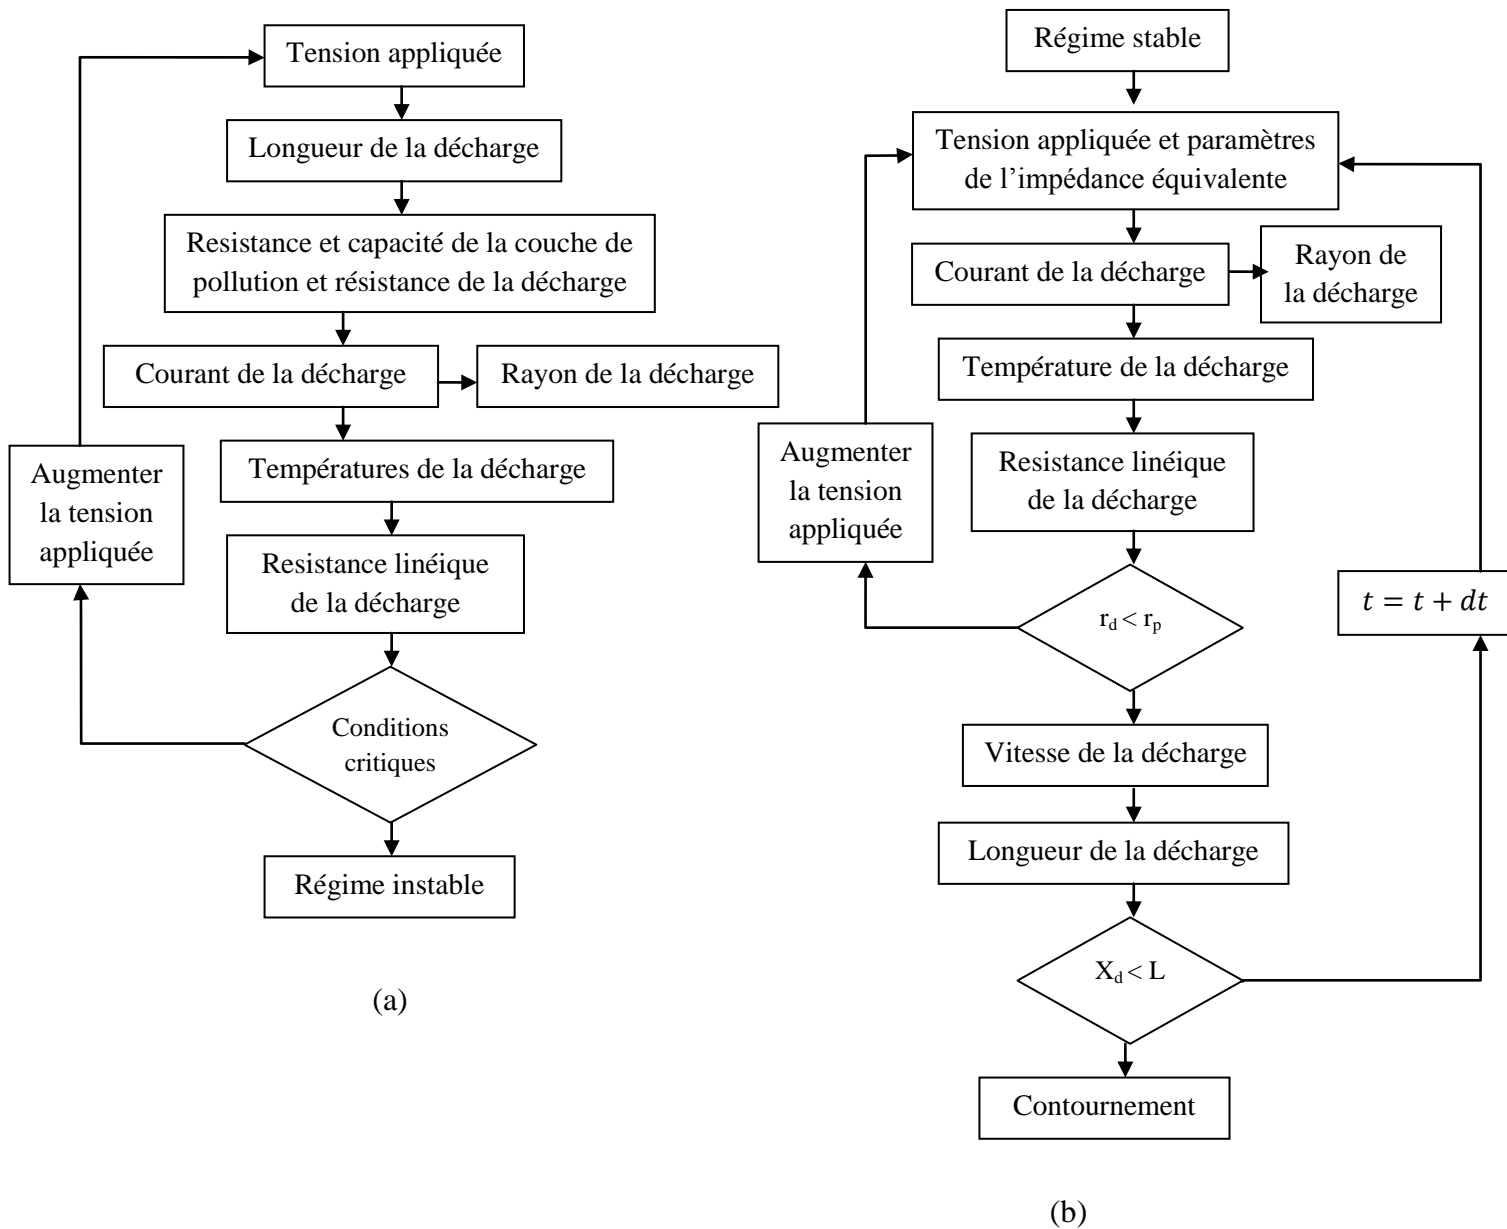 Tension appliquée
Longueur de la décharge
Resistance et capacité de la couche de
pollution et résistance de la décharge
Courant de la décharge
Rayon de la décharge
Températures de la décharge
Augmenter
la tension
appliquée
Resistance linéique
de la décharge
Conditions
critiques
Régime instable
(a)
Régime stable
Tension appliquée et paramètres
de l’impédance équivalente
Courant de la décharge
Rayon de
la décharge
Température de la décharge
Augmenter
la tension
appliquée
Resistance linéique
de la décharge
t = t + dt
r_d < r_p
Vitesse de la décharge
Longueur de la décharge
X_d < L
Contournement
(b)